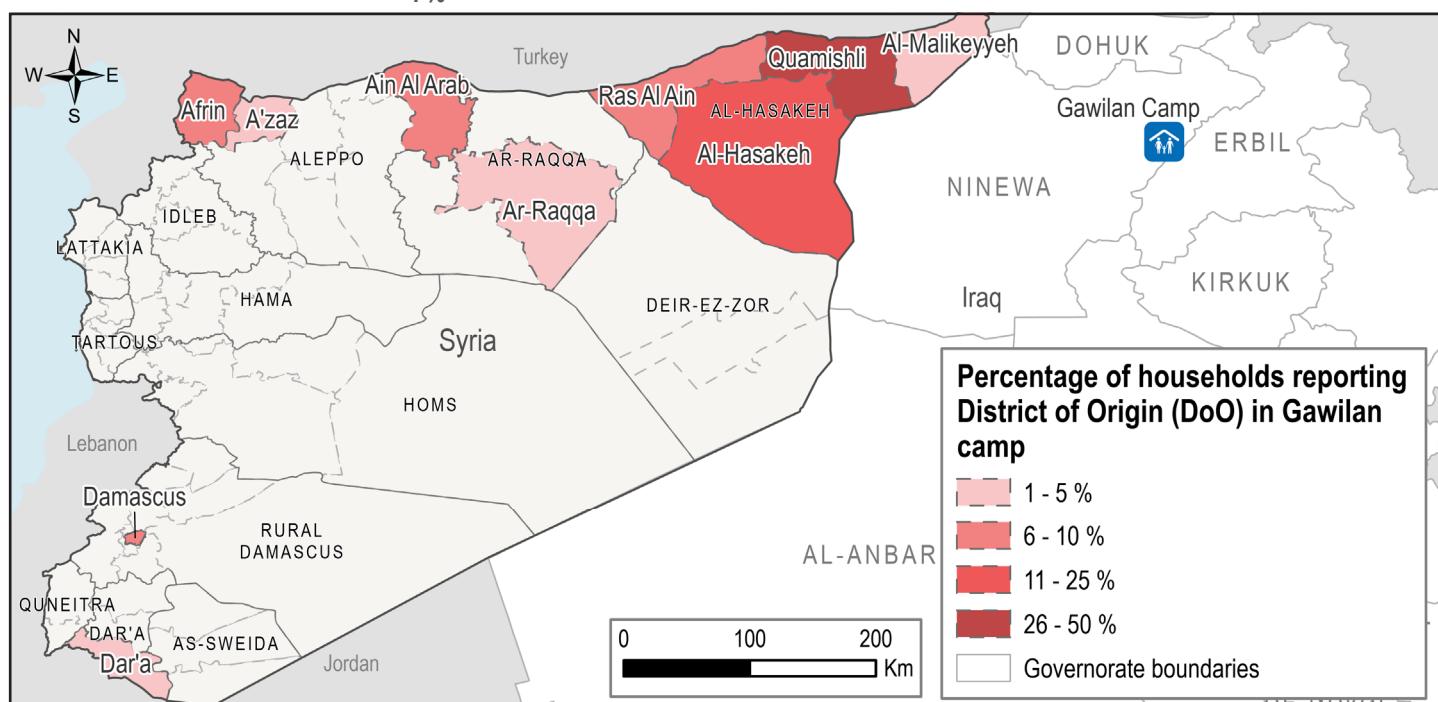 N
W
E
S
Turkey
Al-Malikeyyeh
DOHUK
Quamishli
Ain Al Arab
Ras Al Ain
Afrin
A'zaz
AL-HASAKEH
Gawilan Camp
ERBIL
ALEPPO
AR-RAQQA
Al-Hasakeh
NINEWA
IDLEB
Ar-Raqqa
LATTAKIA
KIRKUK
HAMA
DEIR-EZ-ZOR
Iraq
TARTOUS
Syria
HOMS
Lebanon
Damascus
RURAL
DAMASCUS
AL-ANBAR
QUNEITRA
DAR'A
AS-SWEIDA
Dar'a
Jordan
0
100
200
Km
Percentage of households reporting
District of Origin (DoO) in Gawilan
camp
1 - 5 %
6 - 10 %
11 - 25 %
26 - 50 %
Governorate boundaries